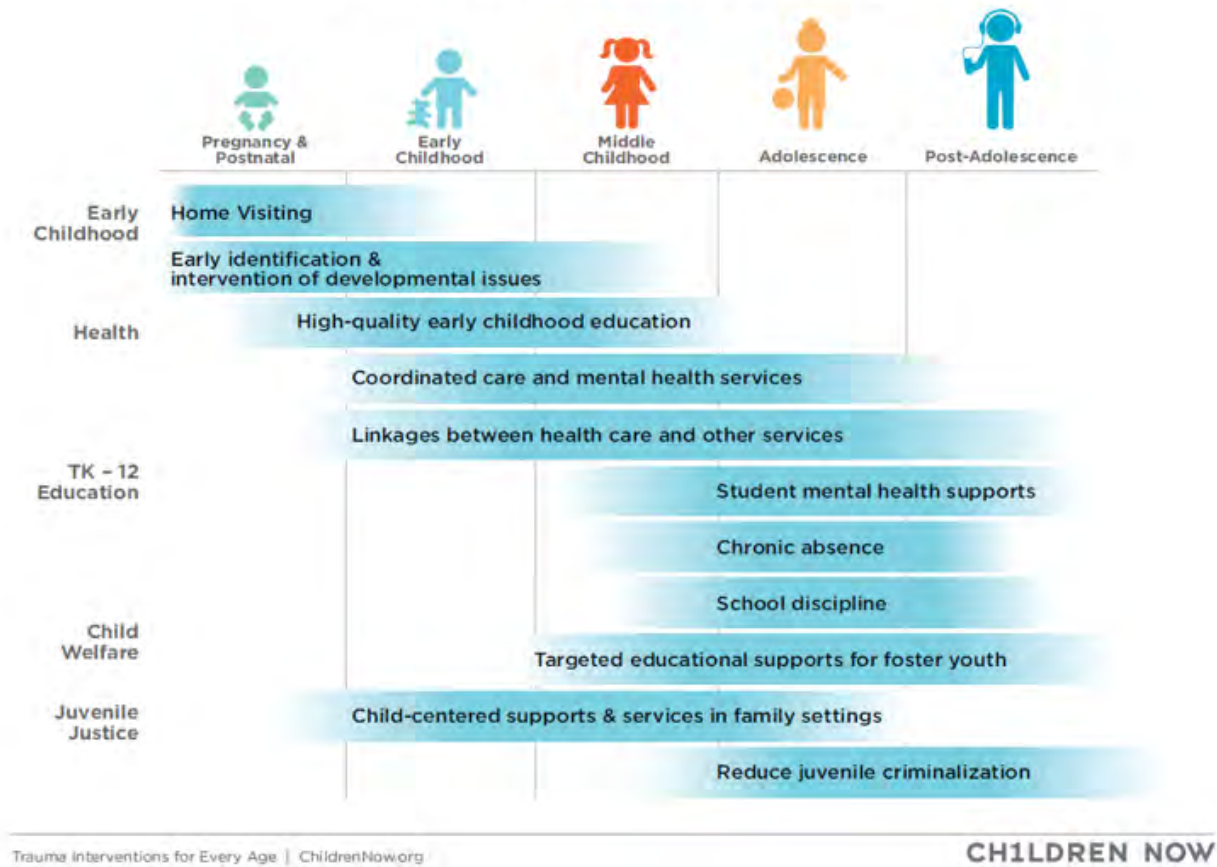 Pregnancy &
Postnatal
Early
Childhood
Middle
Childhood
Adolescence
Post-Adolescence
Early
Childhood
Home Visiting
Early identification &
intervention of developmental issues
Health
High-quality early childhood education
Coordinated care and mental health services
Linkages between health care and other services
TK – 12
Education
Student mental health supports
Chronic absence
School discipline
Child
Welfare
Targeted educational supports for foster youth
Juvenile
Justice
Child-centered supports & services in family settings
Reduce juvenile criminalization
Trauma Interventions for Every Age | ChildrenNow.org
CH1LDREN NOW